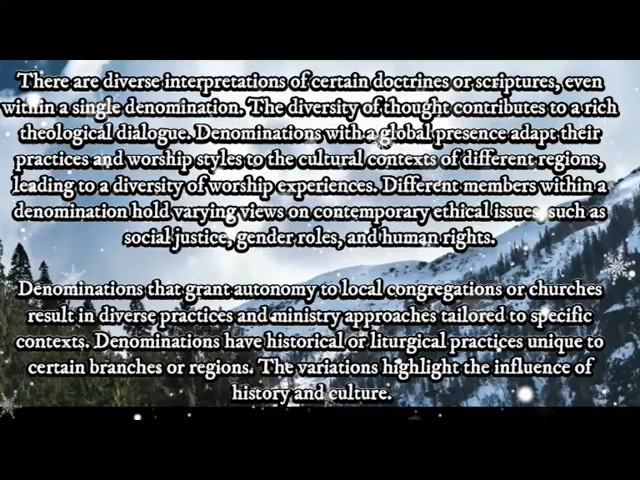 There are diverse interpretations of certain doctrines or scriptures, even
within a single denomination. The diversity of thought contributes to a rich
theological dialogue. Denominations with a global presence adapt their
practices and worship styles to the cultural contexts of different regions,
leading to a diversity of worship experiences. Different members within a
denomination hold varying views on contemporary ethical issues, such as
social justice, gender roles, and human rights.
Denominations that grant autonomy to local congregations or churches
result in diverse practices and ministry approaches tailored to specific
contexts. Denominations have historical or liturgical practices unique to
certain branches or regions. The variations highlight the influence of
history and culture.